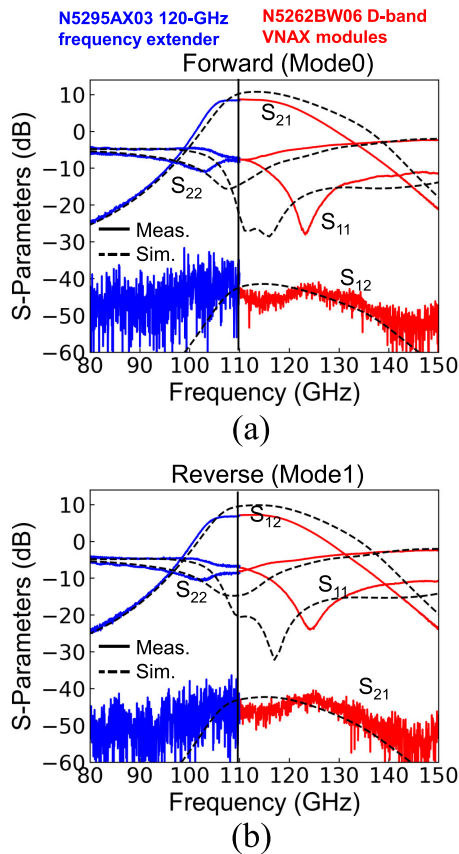 N5295AX03 120-GHz
frequency extender
N5262BW06 D-band
VNAX modules
Forward (Mode0)
S-Parameters (dB)
10
0
−10
−20
−30
−40
−50
−60
S21
S22
S11
S12
Meas.
Sim.
80 90 100 110 120 130 140 150
Frequency (GHz)
(a)
Reverse (Mode1)
S-Parameters (dB)
10
0
−10
−20
−30
−40
−50
−60
S12
S22
S11
S21
Meas.
Sim.
80 90 100 110 120 130 140 150
Frequency (GHz)
(b)